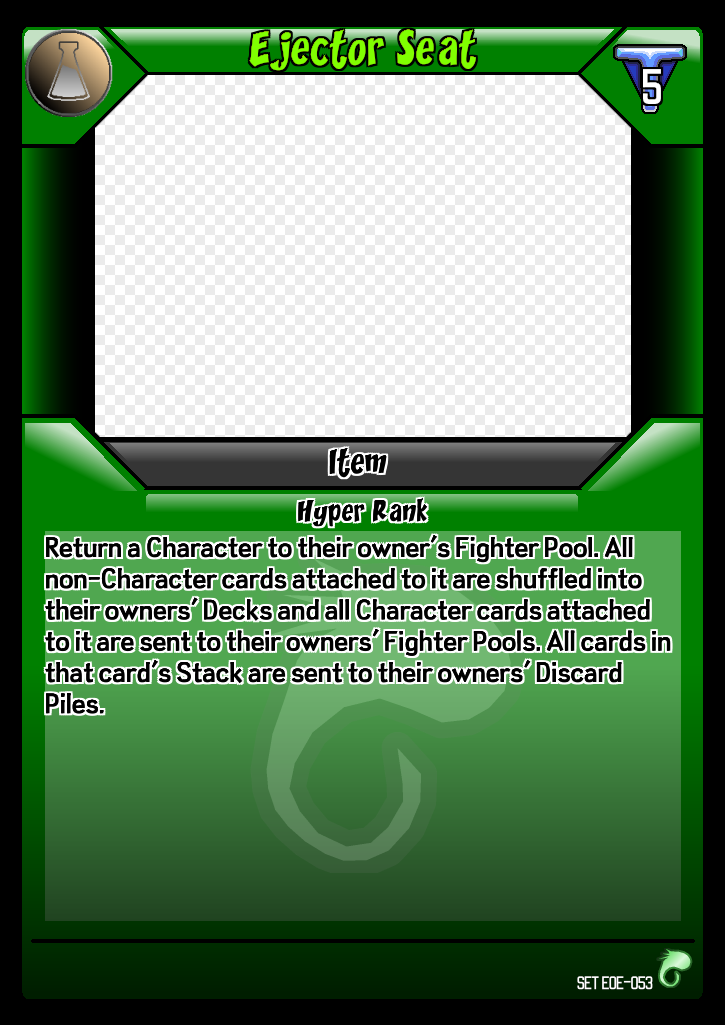 Ejector Seat
5
Item
Hyper Rank
Return a Character to their owner's Fighter Pool. All
non-Character cards attached to it are shuffled into
their owners' Decks and all Character cards attached
to it are sent to their owners' Fighter Pools. All cards in
that card's Stack are sent to their owners' Discard
Piles.
SET EOE-053